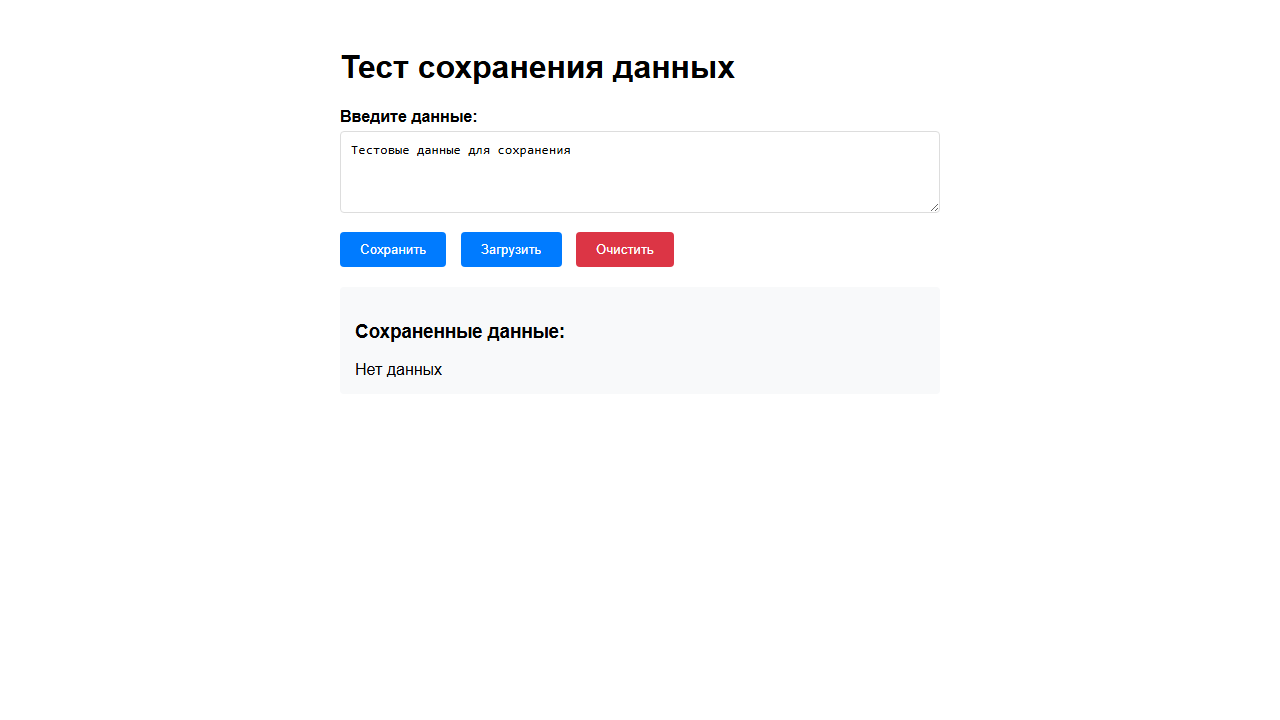 Тест сохранения данных
Введите данные:
Тестовые данные для сохранения
Сохранить Загрузить Очистить
Сохраненные данные:
Нет данных